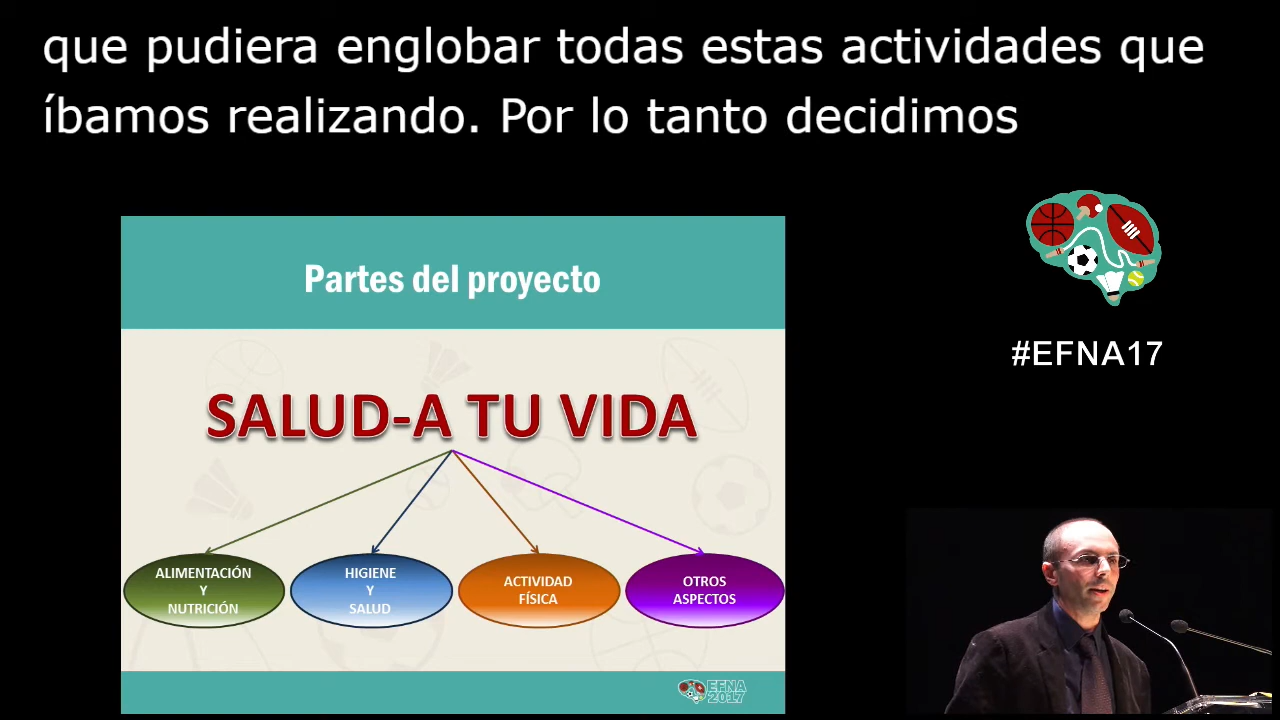 que pudiera englobar todas estas actividades que
íbamos realizando. Por lo tanto decidimos
Partes del proyecto
SALUD-A TU VIDA
ALIMENTACIÓN
Y
NUTRICIÓN
HIGIENE
Y
SALUD
ACTIVIDAD
FÍSICA
OTROS
ASPECTOS
EFNA
2017
#EFNA17